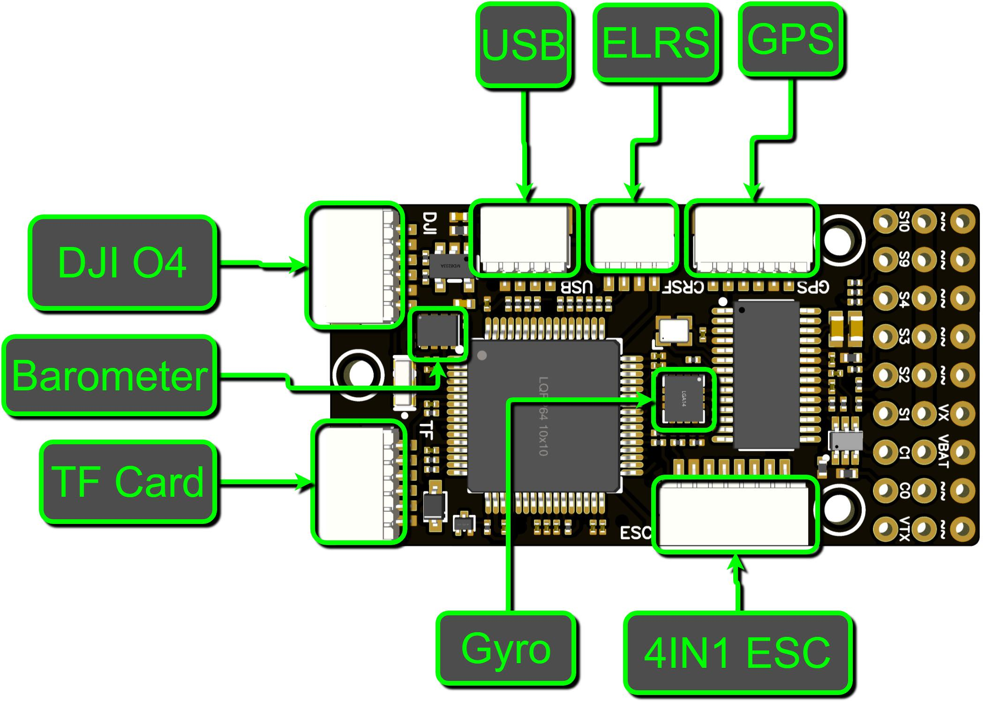 USB
ELRS
GPS
DJI O4
Barometer
TF Card
Gyro
4IN1 ESC
DJI
MD8233A
USB
CRSF
GPS
TF
LQFP64 10x10
LGA14
ESC
S10
S9
S4
S3
S2
S1
VX
C1
VBAT
C0
VTX